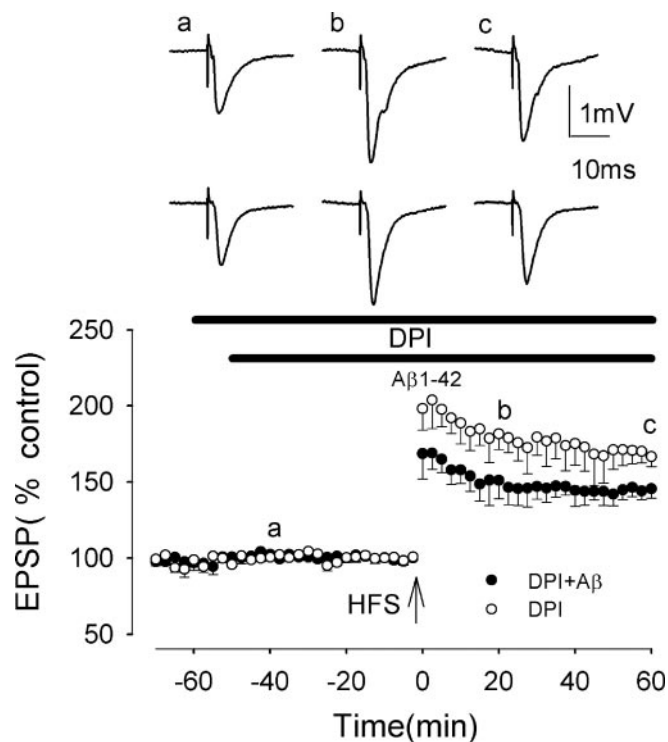 a b c
1mV
10ms
250
DPI
Aβ1-42
200
b
c
150
a
100
HFS
DPI+Aβ
DPI
50
EPSP( % control)
-60 -40 -20 0 20 40 60
Time(min)